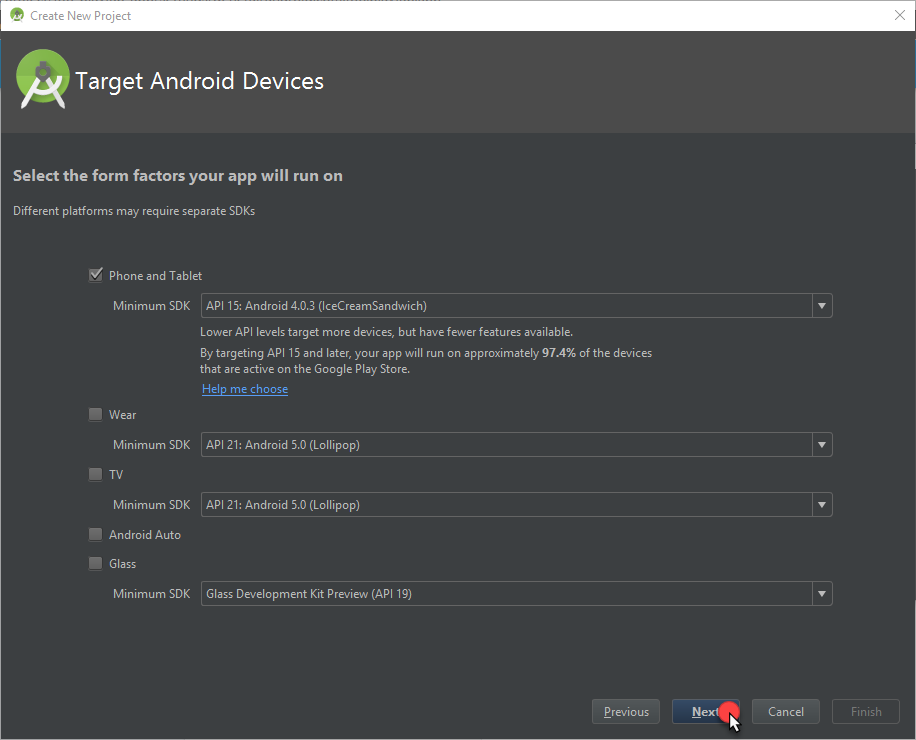 Create New Project
Target Android Devices
Select the form factors your app will run on
Different platforms may require separate SDKs
Phone and Tablet
Minimum SDK API 15: Android 4.0.3 (IceCreamSandwich)
Lower API levels target more devices, but have fewer features available.
By targeting API 15 and later, your app will run on approximately 97.4% of the devices
that are active on the Google Play Store.
Help me choose
Wear
Minimum SDK API 21: Android 5.0 (Lollipop)
TV
Minimum SDK API 21: Android 5.0 (Lollipop)
Android Auto
Glass
Minimum SDK Glass Development Kit Preview (API 19)
Previous Next Cancel Finish